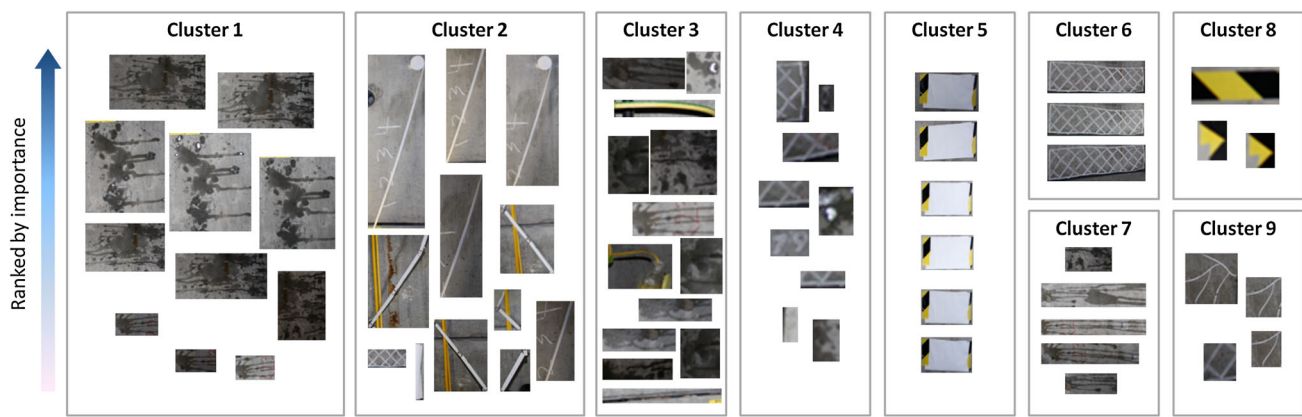 Cluster 1
Cluster 2
Cluster 3
Cluster 4
Cluster 5
Cluster 6
Cluster 8
Cluster 7
Cluster 9
Ranked by importance